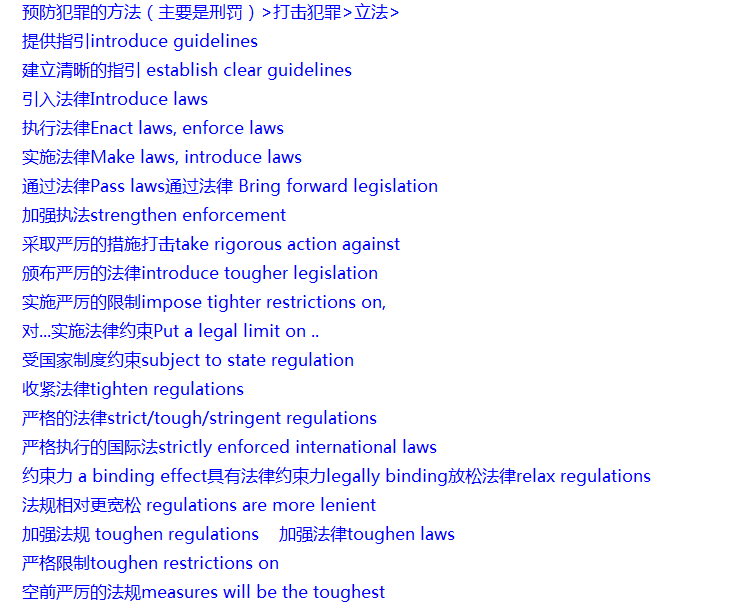 预防犯罪的方法（主要是刑罚）>打击犯罪>立法>
提供指引introduce guidelines
建立清晰的指引 establish clear guidelines
引入法律Introduce laws
执行法律Enact laws, enforce laws
实施法律Make laws, introduce laws
通过法律Pass laws通过法律 Bring forward legislation
加强执法strengthen enforcement
采取严厉的措施打击take rigorous action against
颁布严厉的法律introduce tougher legislation
实施严厉的限制impose tighter restrictions on,
对...实施法律约束Put a legal limit on ..
受国家制度约束subject to state regulation
收紧法律tighten regulations
严格的法律strict/tough/stringent regulations
严格执行的国际法strictly enforced international laws
约束力 a binding effect具有法律约束力legally binding放松法律relax regulations
法规相对更宽松 regulations are more lenient
加强法规 toughen regulations    加强法律toughen laws
严格限制toughen restrictions on
空前严厉的法规measures will be the toughest